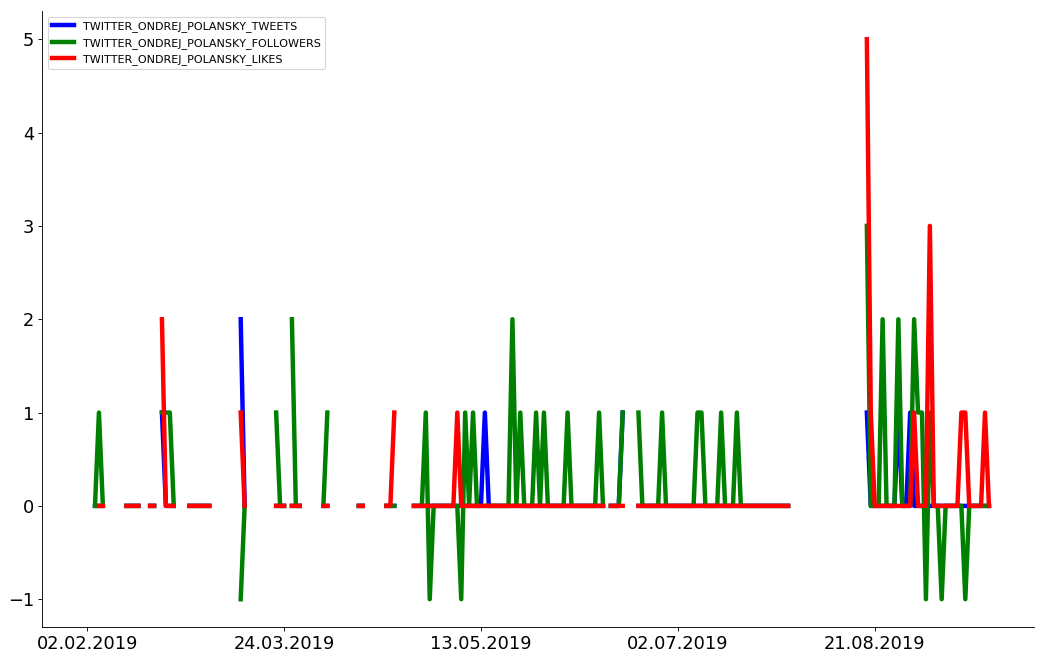 TWITTER_ONDREJ_POLANSKY_TWEETS
TWITTER_ONDREJ_POLANSKY_FOLLOWERS
TWITTER_ONDREJ_POLANSKY_LIKES
5
4
3
2
1
0
−1
02.02.2019 24.03.2019 13.05.2019 02.07.2019 21.08.2019